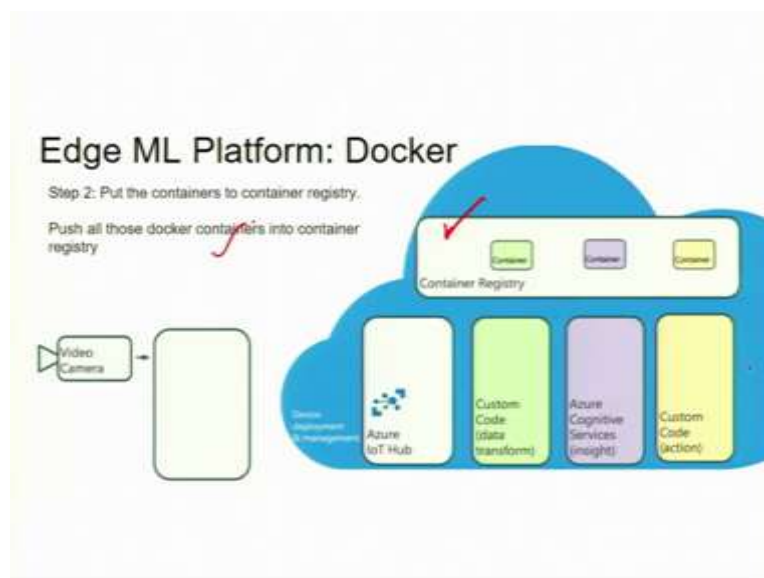 Edge ML Platform: Docker
Step 2: Put the containers to container registry.
Push all those docker containers into container
registry
Container
Container
Container
Container Registry
Video
Camera
Device
deployment
& management
Azure
IoT Hub
Custom
Code
(data
transform)
Azure
Cognitive
Services
(insight)
Custom
Code
(action)